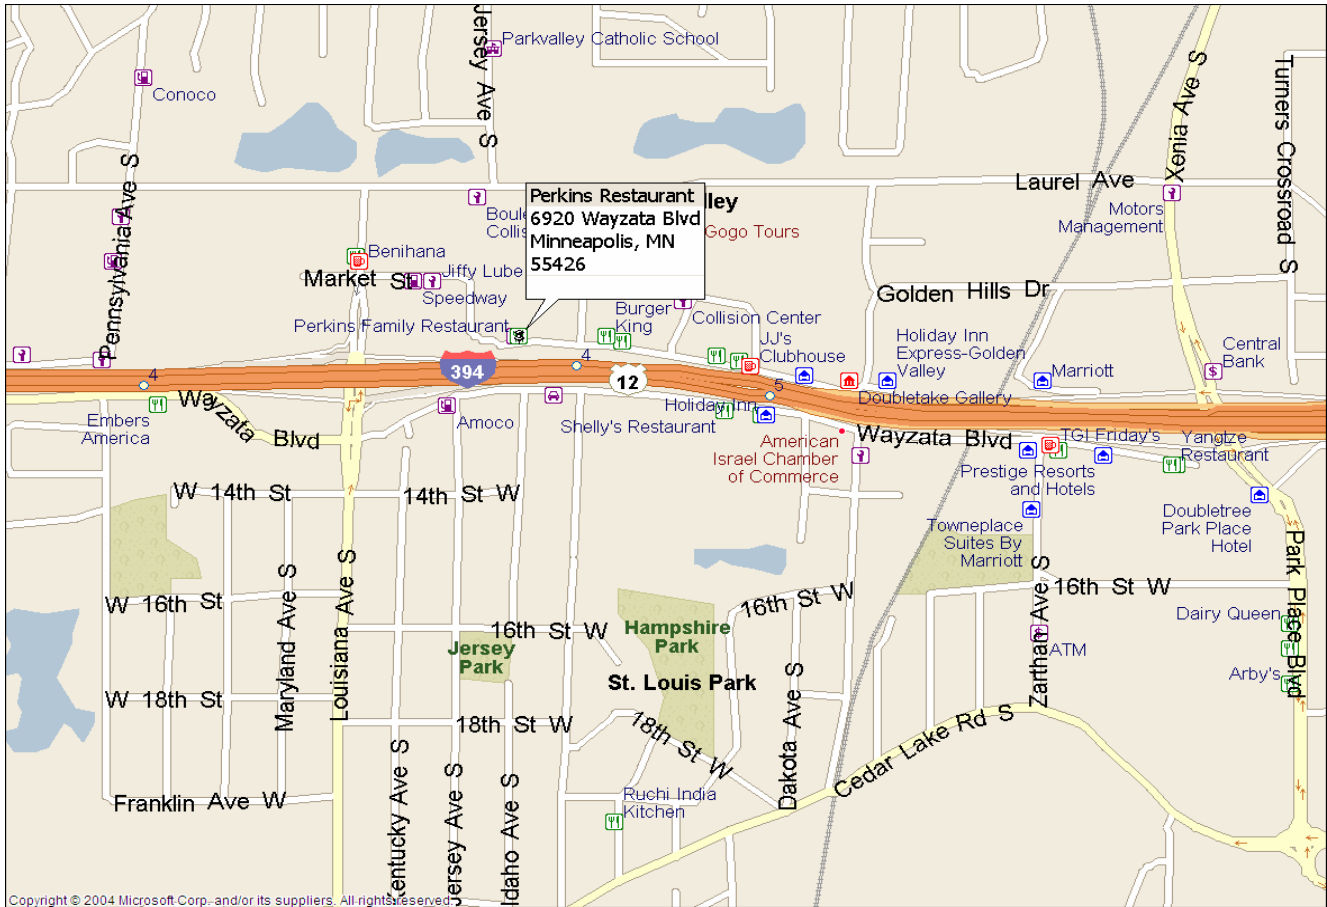 Jersey Ave S
Parkvalley Catholic School
Conoco
Turners Crossroad S
Xenia Ave S
Pennsylvania Ave S
Laurel Ave
Perkins Restaurant
6920 Wayzata Blvd
Minneapolis, MN
55426
lley
Gogo Tours
Boule
Collis
Motors
Management
Benihana
Market St
Jiffy Lube
Speedway
Golden Hills Dr
Perkins Family Restaurant
Burger
King
Collision Center
JJ's
Clubhouse
Holiday Inn
Express-Golden
Valley
Central
Bank
Marriott
4
4
394
12
5
Doubletake Gallery
Holiday Inn
Embers
America
Wayzata Blvd
Amoco
Shelly's Restaurant
American
Israel Chamber
of Commerce
Wayzata Blvd
TGI Friday's
Yangtze
Restaurant
Prestige Resorts
and Hotels
W 14th St
14th St W
Towneplace
Suites By
Marriott
Doubletree
Park Place
Hotel
Park Place Blvd
W 16th St
Maryland Ave S
Louisiana Ave S
16th St W
16th St W
16th St W
Zarthan Ave S
Dairy Queen
Hampshire
Park
Jersey
Park
ATM
Arby's
St. Louis Park
W 18th St
18th St W
18th St W
Dakota Ave S
Cedar Lake Rd S
Franklin Ave W
Kentucky Ave S
Jersey Ave S
Idaho Ave S
Ruchi India
Kitchen
Copyright © 2004 Microsoft Corp. and/or its suppliers. All rights reserved.